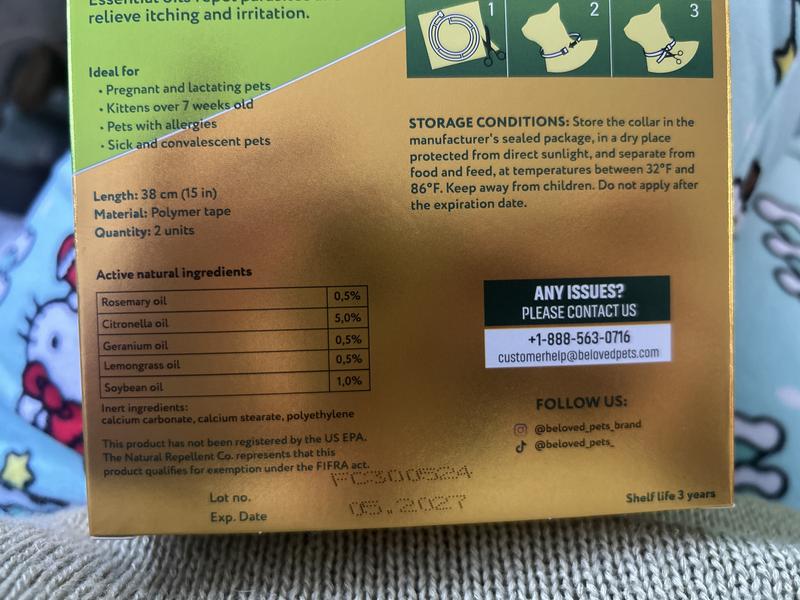 relieve itching and irritation.
Ideal for
• Pregnant and lactating pets
• Kittens over 7 weeks old
• Pets with allergies
• Sick and convalescent pets
Length: 38 cm (15 in)
Material: Polymer tape
Quantity: 2 units
Active natural ingredients
Rosemary oil 0,5%
Citronella oil 5,0%
Geranium oil 0,5%
Lemongrass oil 0,5%
Soybean oil 1,0%
Inert ingredients:
calcium carbonate, calcium stearate, polyethylene
This product has not been registered by the US EPA.
The Natural Repellent Co. represents that this
product qualifies for exemption under the FIFRA act.
Lot no. FC300524
Exp. Date 05.2027
1 2 3
STORAGE CONDITIONS: Store the collar in the
manufacturer's sealed package, in a dry place
protected from direct sunlight, and separate from
food and feed, at temperatures between 32°F and
86°F. Keep away from children. Do not apply after
the expiration date.
ANY ISSUES?
PLEASE CONTACT US
+1-888-563-0716
customerhelp@belovedpets.com
FOLLOW US:
@beloved_pets_brand
@beloved_pets_
Shelf life 3 years